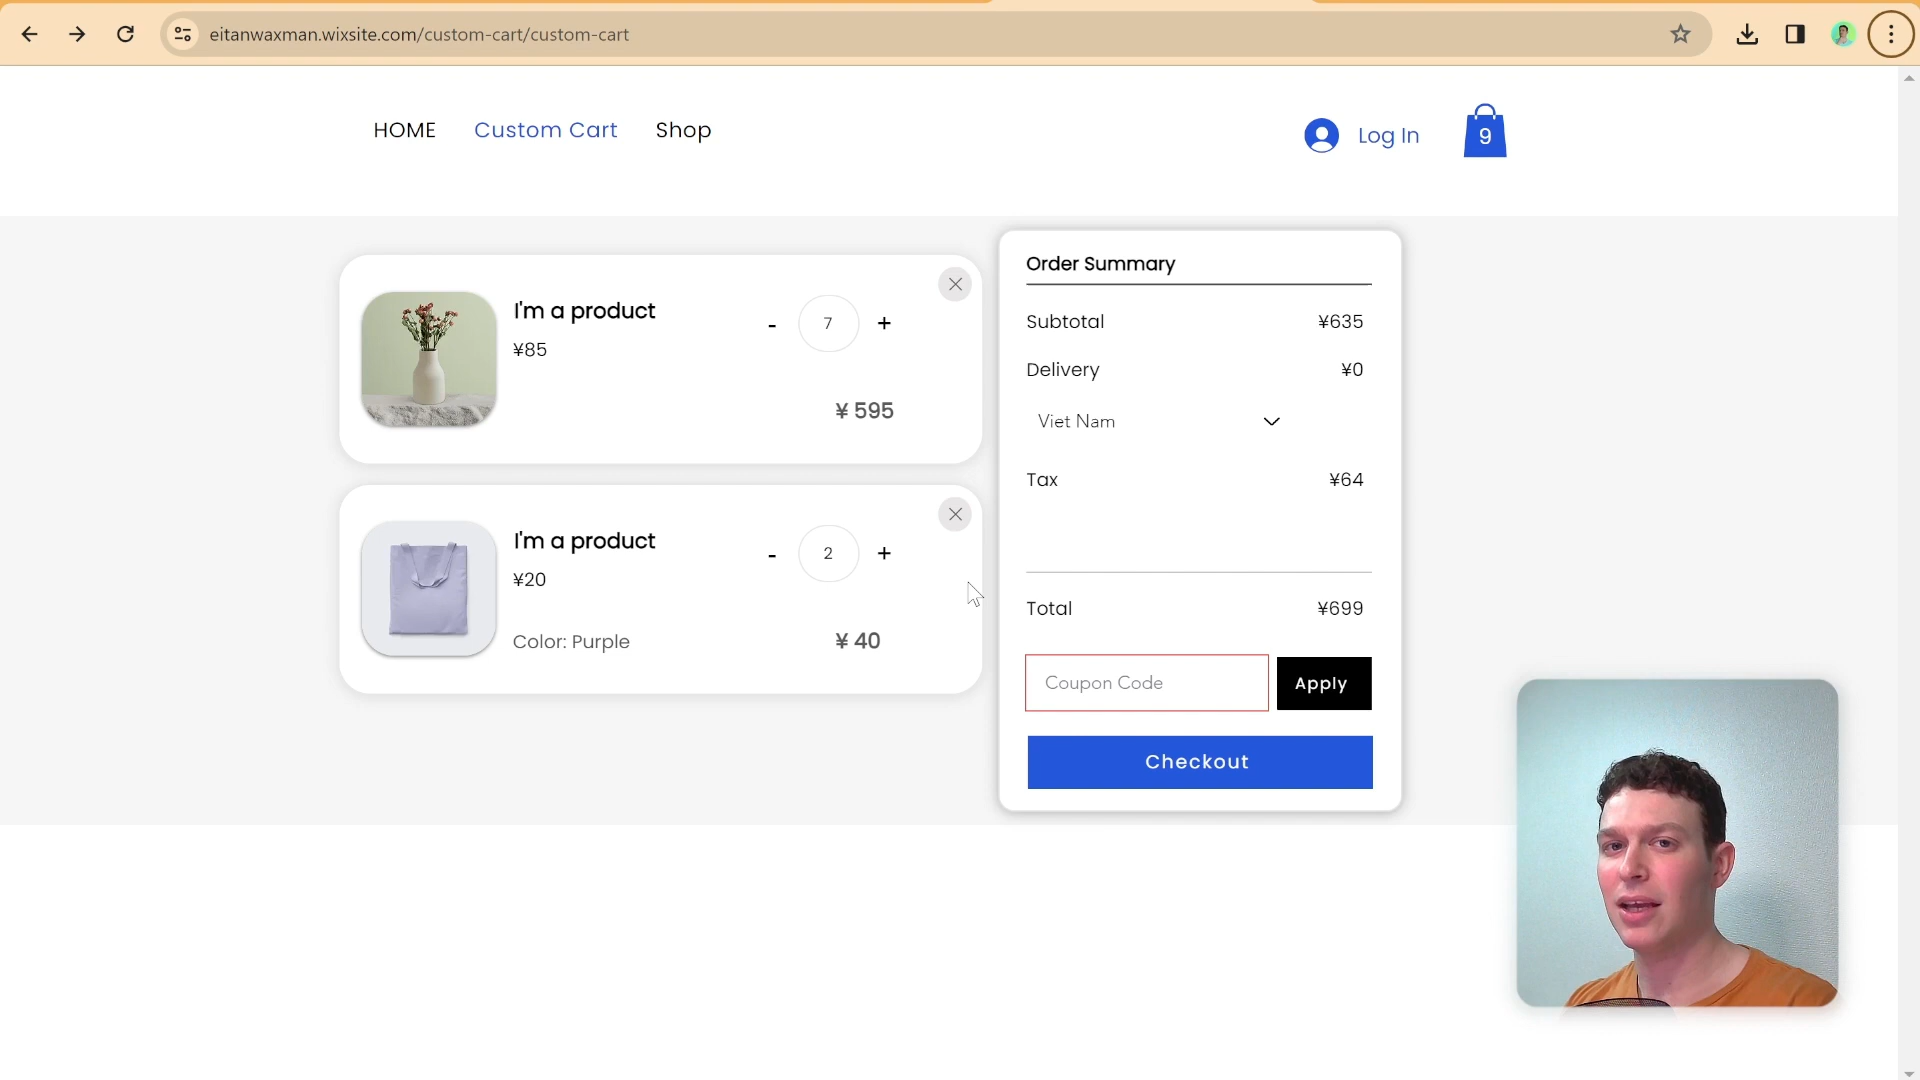 eitanwaxman.wixsite.com/custom-cart/custom-cart
HOME
Custom Cart
Shop
Log In
9
I'm a product
¥85
-
7
+
¥ 595
I'm a product
¥20
-
2
+
Color: Purple
¥ 40
Order Summary
Subtotal ¥635
Delivery ¥0
Viet Nam
Tax ¥64
Total ¥699
Coupon Code
Apply
Checkout